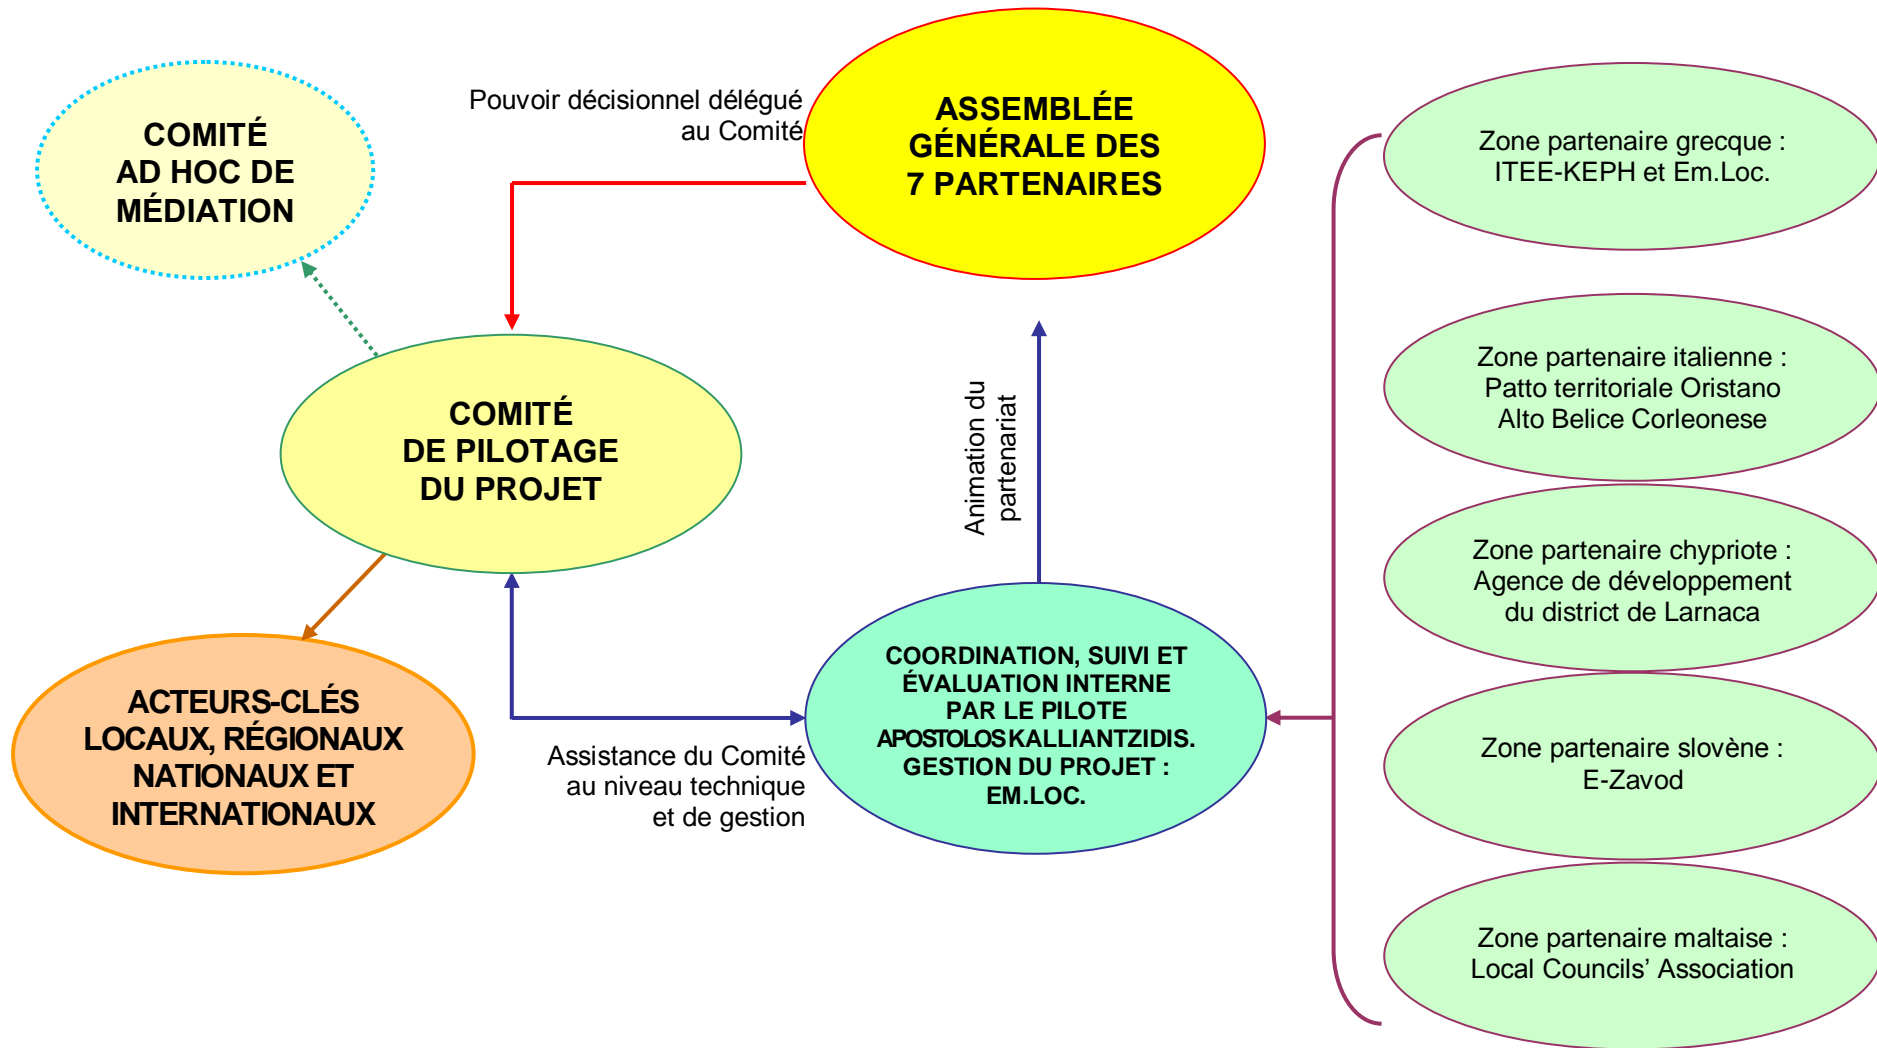 COMITÉ
AD HOC DE
MÉDIATION
Pouvoir décisionnel délégué
au Comité
ASSEMBLÉE
GÉNÉRALE DES
7 PARTENAIRES
COMITÉ
DE PILOTAGE
DU PROJET
Animation du
partenariat
ACTEURS-CLÉS
LOCAUX, RÉGIONAUX
NATIONAUX ET
INTERNATIONAUX
Assistance du Comité
au niveau technique
et de gestion
COORDINATION, SUIVI ET
ÉVALUATION INTERNE
PAR LE PILOTE
APOSTOLOS KALLIANTZIDIS.
GESTION DU PROJET :
EM.LOC.
Zone partenaire grecque :
ITEE-KEPH et Em.Loc.
Zone partenaire italienne :
Patto territoriale Oristano
Alto Belice Corleonese
Zone partenaire chypriote :
Agence de développement
du district de Larnaca
Zone partenaire slovène :
E-Zavod
Zone partenaire maltaise :
Local Councils’ Association